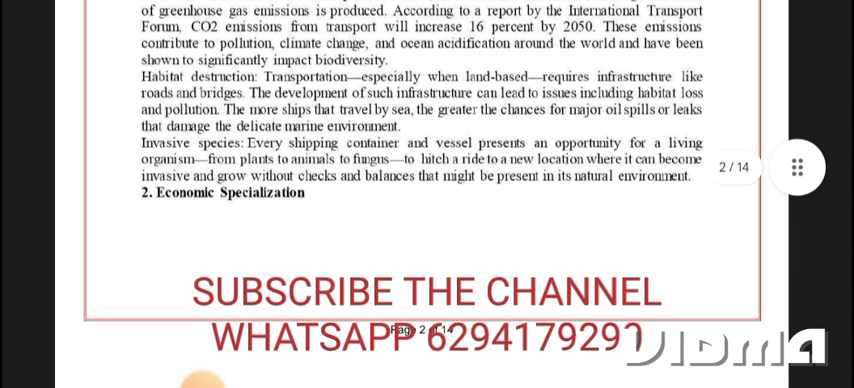 of greenhouse gas emissions is produced. According to a report by the International Transport
Forum, CO2 emissions from transport will increase 16 percent by 2050. These emissions
contribute to pollution, climate change, and ocean acidification around the world and have been
shown to significantly impact biodiversity.
Habitat destruction: Transportation—especially when land-based—requires infrastructure like
roads and bridges. The development of such infrastructure can lead to issues including habitat loss
and pollution. The more ships that travel by sea, the greater the chances for major oil spills or leaks
that damage the delicate marine environment.
Invasive species: Every shipping container and vessel presents an opportunity for a living
organism—from plants to animals to fungus—to hitch a ride to a new location where it can become
invasive and grow without checks and balances that might be present in its natural environment.
2 / 14
2. Economic Specialization
SUBSCRIBE THE CHANNEL
Page 2 of 14
WHATSAPP 6294179291